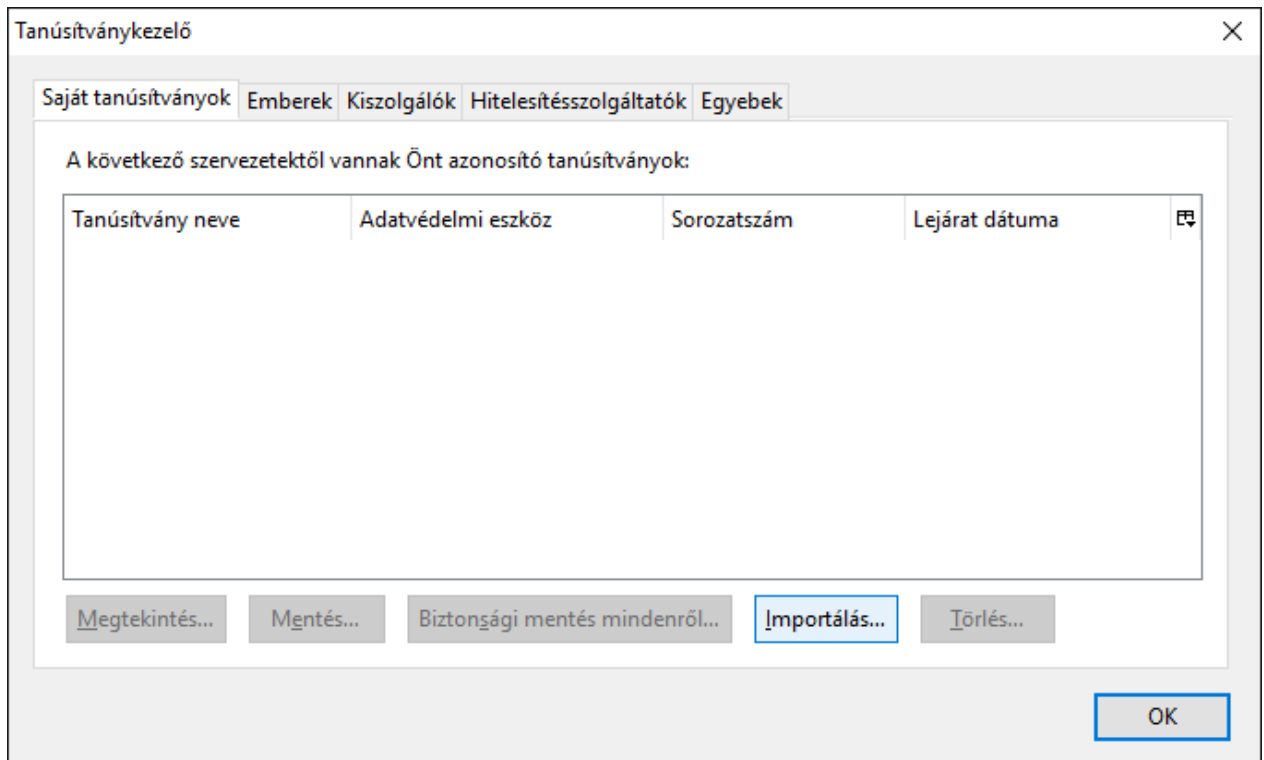 Tanúsítványkezelő
Saját tanúsítványok Emberek Kiszolgálók Hitelesítésszolgáltatók Egyebek
A következő szervezetektől vannak Önt azonosító tanúsítványok:
Tanúsítvány neve Adatvédelmi eszköz Sorozatszám Lejárat dátuma
Megtekintés... Mentés... Biztonsági mentés mindenről... Importálás... Törlés...
OK